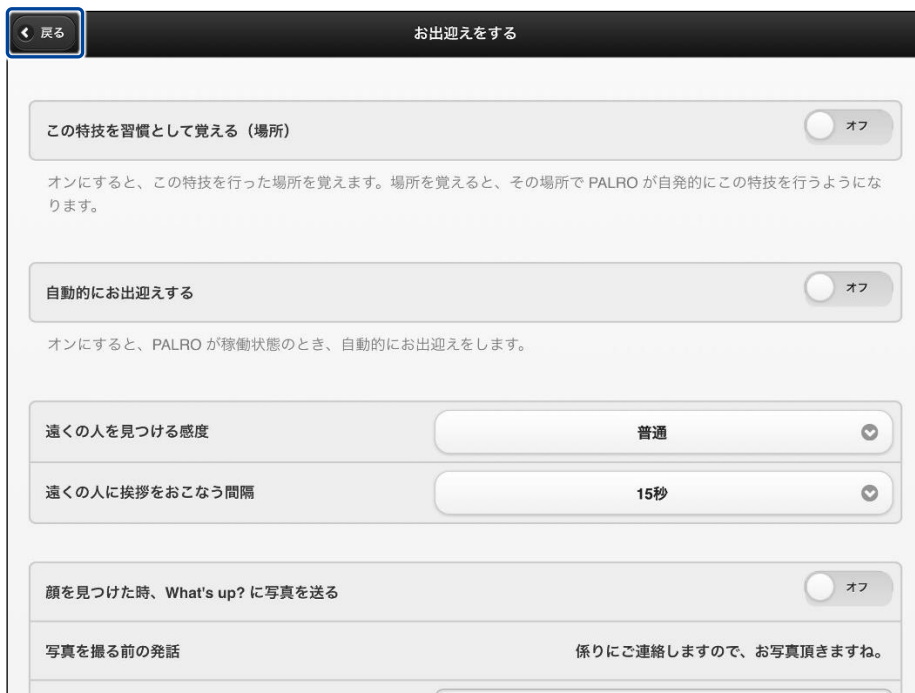 戻る
お出迎えをする
この特技を習慣として覚える（場所）
オフ
オンにすると、この特技を行った場所を覚えます。場所を覚えると、その場所で PALRO が自発的にこの特技を行うようにな
ります。
自動的にお出迎えする
オフ
オンにすると、PALRO が稼働状態のとき、自動的にお出迎えをします。
遠くの人を見つける感度
普通
遠くの人に挨拶をおこなう間隔
15秒
顔を見つけた時、What's up? に写真を送る
オフ
写真を撮る前の発話
係りにご連絡しますので、お写真頂きますね。